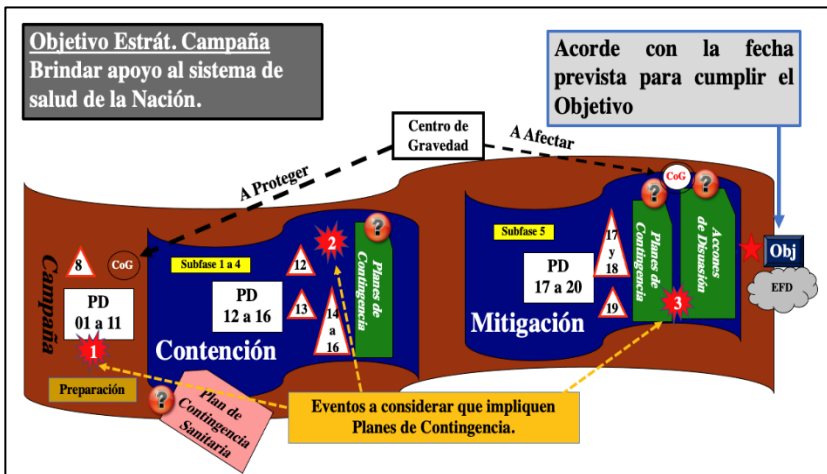 Objetivo Estrát. Campaña
Brindar apoyo al sistema de
salud de la Nación.
Acorde con la fecha
prevista para cumplir el
Objetivo
Centro de
Gravedad
A Proteger
A Afectar
Campaña
8
CoG
PD
01 a 11
1
Preparación
Subfase 1 a 4
PD
12 a 16
Contención
12
13
14
a
16
2
?
Planes de
Contingencia
?
Plan de
Contingencia
Sanitaria
Subfase 5
PD
17 a 20
Mitigación
17
y
18
19
?
Planes de
Contingencia
CoG
?
Accones
de Disuasión
3
Obj
EFD
Eventos a consider que impliquen
Planes de Contingencia.